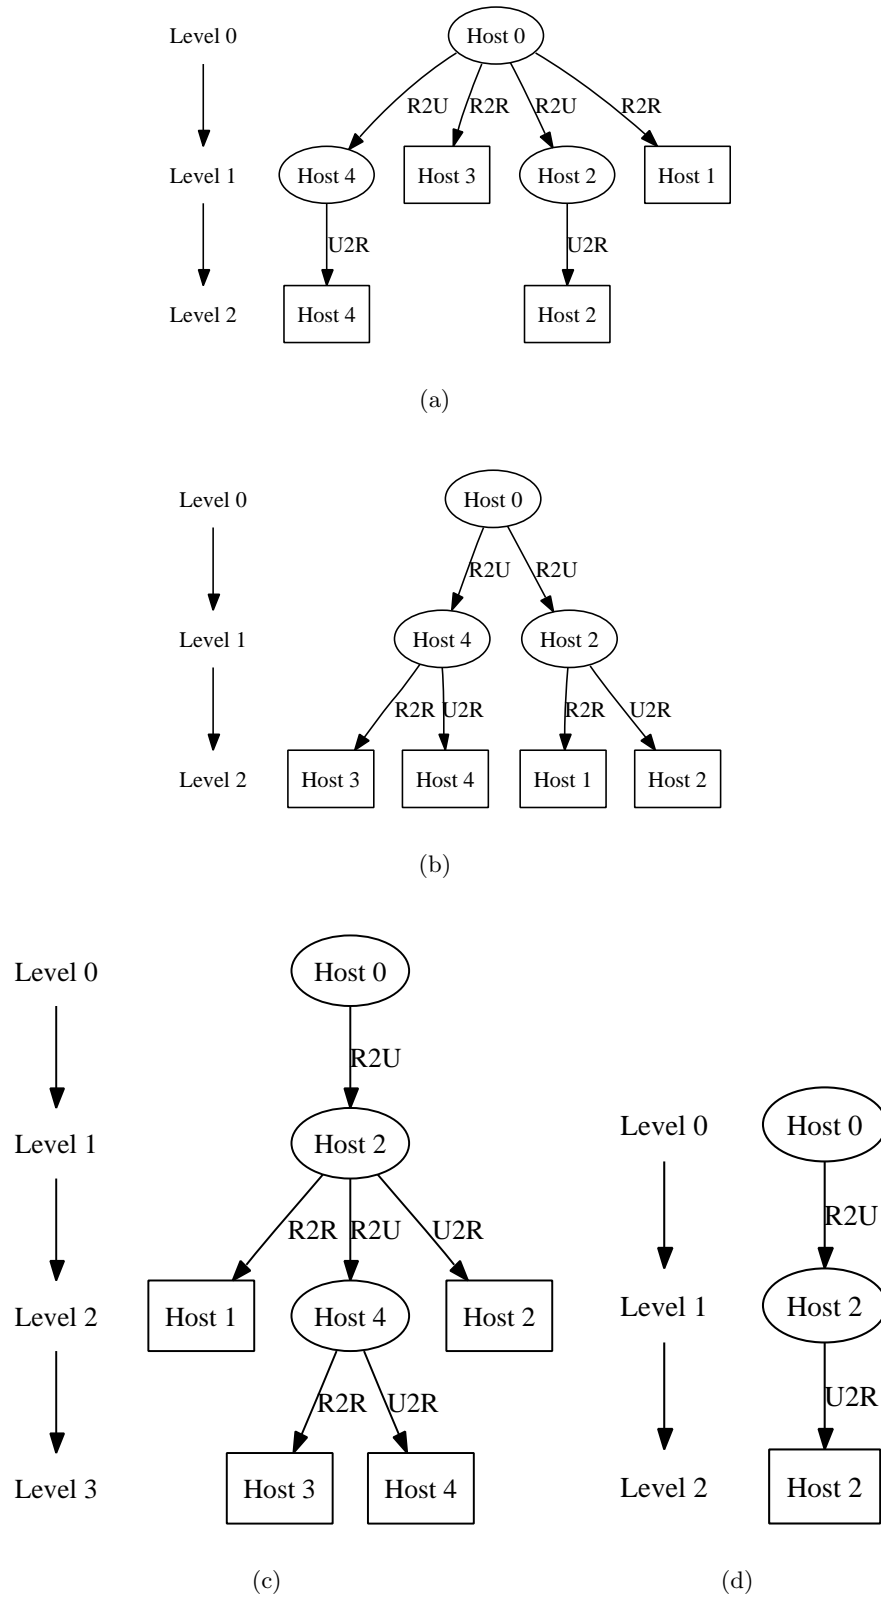 Level 0 Host 0
R2U R2R R2U R2R
Level 1 Host 4 Host 3 Host 2 Host 1
U2R U2R
Level 2 Host 4 Host 2
(a)
Level 0 Host 0
R2U R2U
Level 1 Host 4 Host 2
R2R U2R R2R U2R
Level 2 Host 3 Host 4 Host 1 Host 2
(b)
Level 0 Host 0
R2U
Level 1 Host 2
R2R R2U U2R
Level 2 Host 1 Host 4 Host 2
R2R U2R
Level 3 Host 3 Host 4
(c)
Level 0 Host 0
R2U
Level 1 Host 2
U2R
Level 2 Host 2
(d)